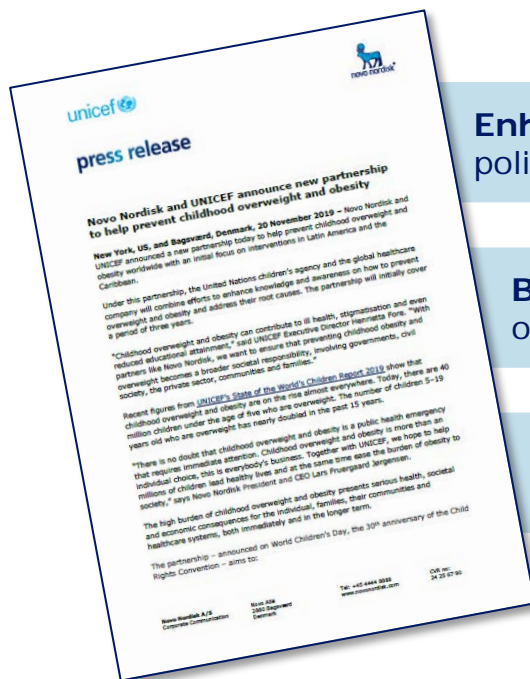 unicef
novo nordisk®
press release
Novo Nordisk and UNICEF announce new partnership
to help prevent childhood overweight and obesity
New York, US, and Bagsværd, Denmark, 20 November 2019 – Novo Nordisk and
UNICEF announced a new partnership today to help prevent childhood overweight and
obesity worldwide with an initial focus on interventions in Latin America and the
Caribbean.
Under this partnership, the United Nations children's agency and the global healthcare
company will combine efforts to enhance knowledge and awareness on how to prevent
overweight and obesity and address their root causes. The partnership will initially cover
a period of three years.
"Childhood overweight and obesity can contribute to ill health, stigmatisation and even
reduced educational attainment," said UNICEF Executive Director Henrietta Fore. "With
partners like Novo Nordisk, we want to ensure that preventing childhood obesity and
overweight becomes a broader societal responsibility, involving governments, civil
society, the private sector, communities and families."
Recent figures from UNICEF's State of the World's Children Report 2019 show that
childhood overweight and obesity are on the rise almost everywhere. Today, there are 40
million children under the age of five who are overweight. The number of children 5–19
years old who are overweight has nearly doubled in the past 15 years.
"There is no doubt that childhood overweight and obesity is a public health emergency
that requires immediate attention. Childhood overweight and obesity is more than an
individual choice, this is everybody's business. Together with UNICEF, we hope to help
millions of children lead healthy lives and at the same time ease the burden of obesity to
society," says Novo Nordisk President and CEO Lars Fruergaard Jørgensen.
The high burden of childhood overweight and obesity presents serious health, societal
and economic consequences for the individual, families, their communities and
healthcare systems, both immediately and in the longer term.
The partnership – announced on World Children's Day, the 30th anniversary of the Child
Rights Convention – aims to:
Novo Nordisk A/S
Corporate Communication
Novo Allé
2880 Bagsværd
Denmark
Tel: +45 4444 8888
www.novonordisk.com
CVR no:
24 25 67 90
Enh
poli
B
o